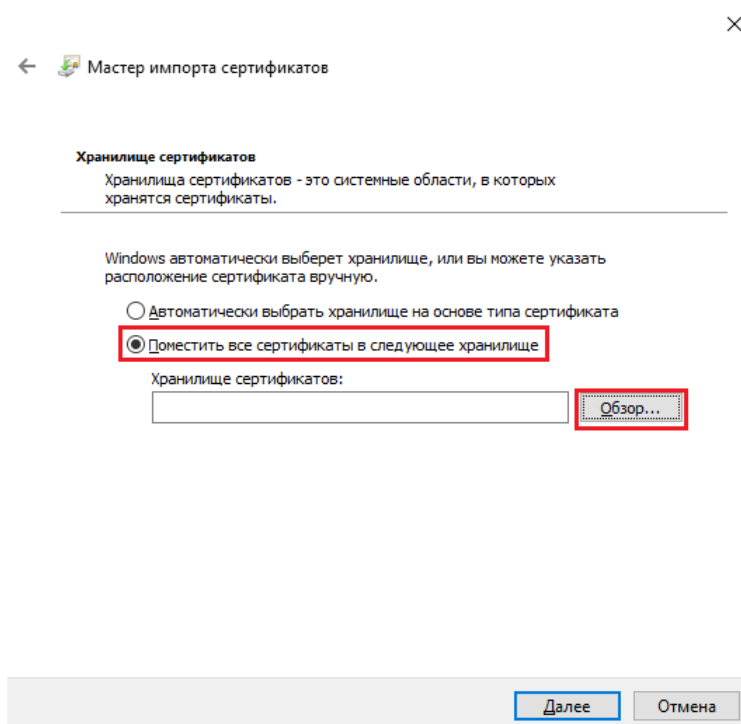 Мастер импорта сертификатов
Хранилище сертификатов
Хранилища сертификатов - это системные области, в которых
хранятся сертификаты.
Windows автоматически выберет хранилище, или вы можете указать
расположение сертификата вручную.
Автоматически выбрать хранилище на основе типа сертификата
Поместить все сертификаты в следующее хранилище
Хранилище сертификатов:
Обзор...
Далее
Отмена